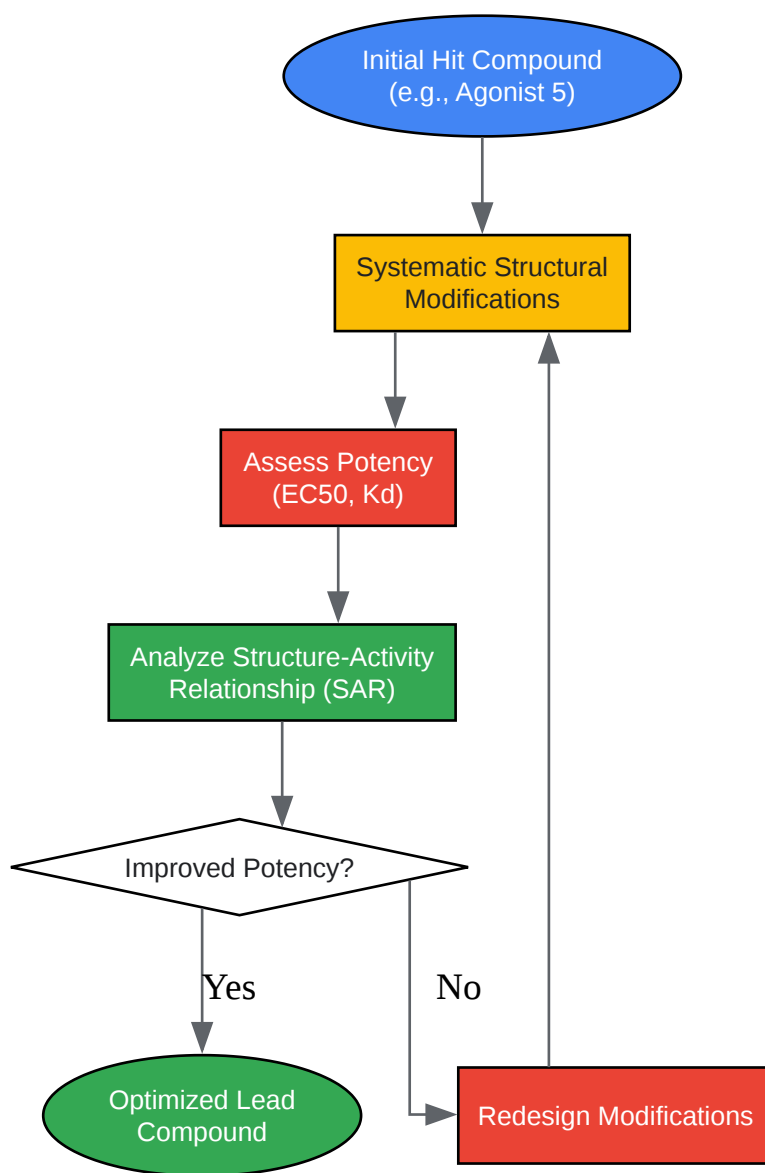 Initial Hit Compound
(e.g., Agonist 5)
Systematic Structural
Modifications
Assess Potency
(EC50, Kd)
Analyze Structure-Activity
Relationship (SAR)
Improved Potency?
Yes
No
Optimized Lead
Compound
Redesign Modifications